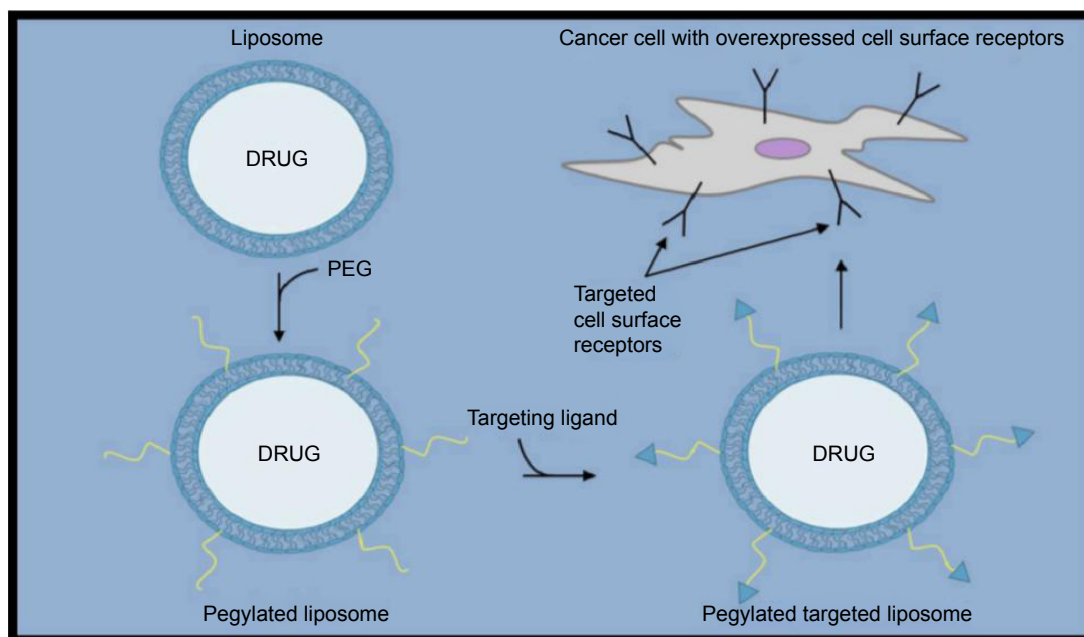 Liposome
Cancer cell with overexpressed cell surface receptors
DRUG
PEG
Targeted
cell surface
receptors
DRUG
Targeting ligand
DRUG
Pegylated liposome
Pegylated targeted liposome